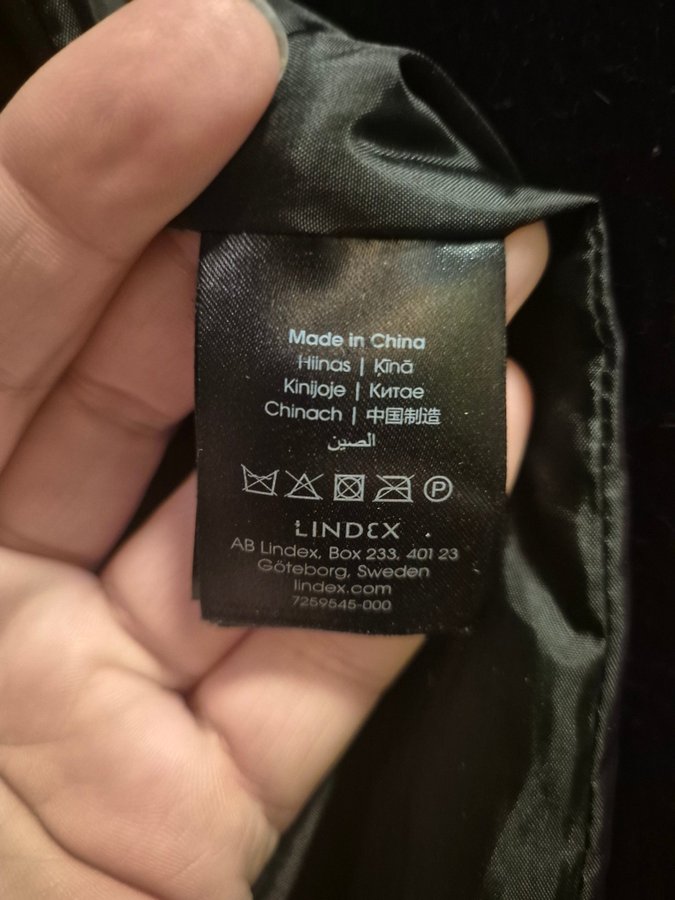 Made in China
Hiinas | Ķīnā
Kinijoje | Китае
Chinach | 中国制造
الصين
P
LINDEX
AB Lindex, Box 233, 401 23
Göteborg, Sweden
lindex.com
7259545-000